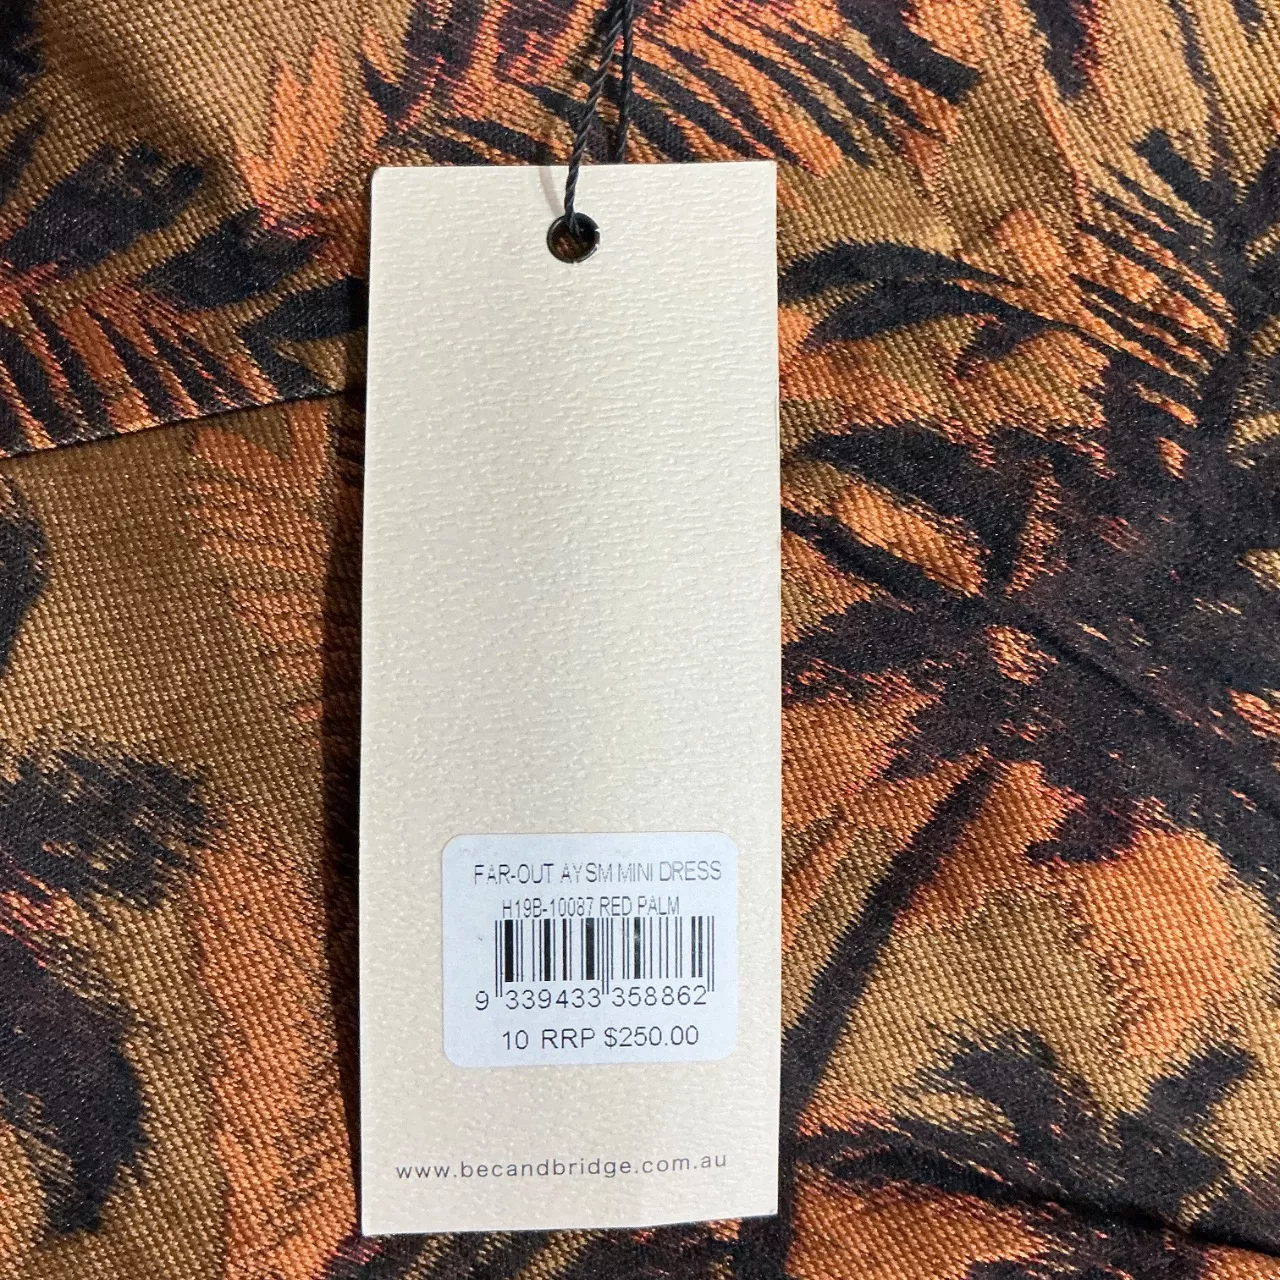 FAR-OUT AYSM MINI DRESS
H19B-10087 RED PALM
9 339433 358862
10 RRP $250.00
www.becandbridge.com.au